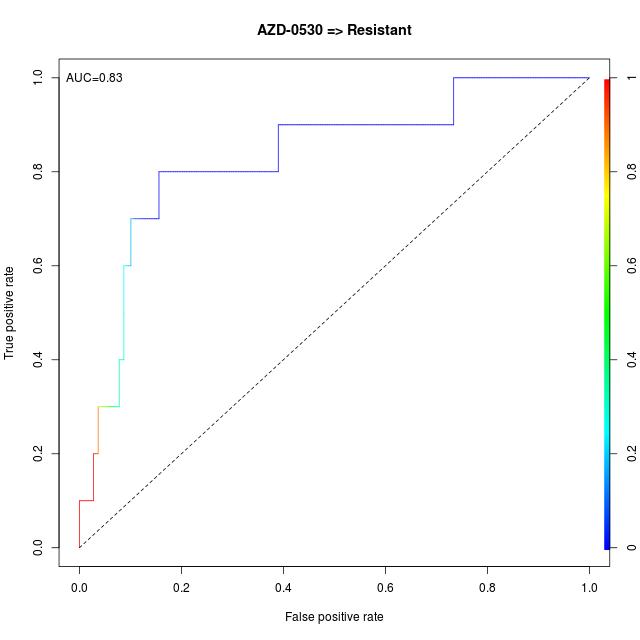 AZD-0530 => Resistant
AUC=0.83
1.0
0.8
0.6
0.4
0.2
0.0
True positive rate
0.0 0.2 0.4 0.6 0.8 1.0
False positive rate
1
0.8
0.6
0.4
0.2
0